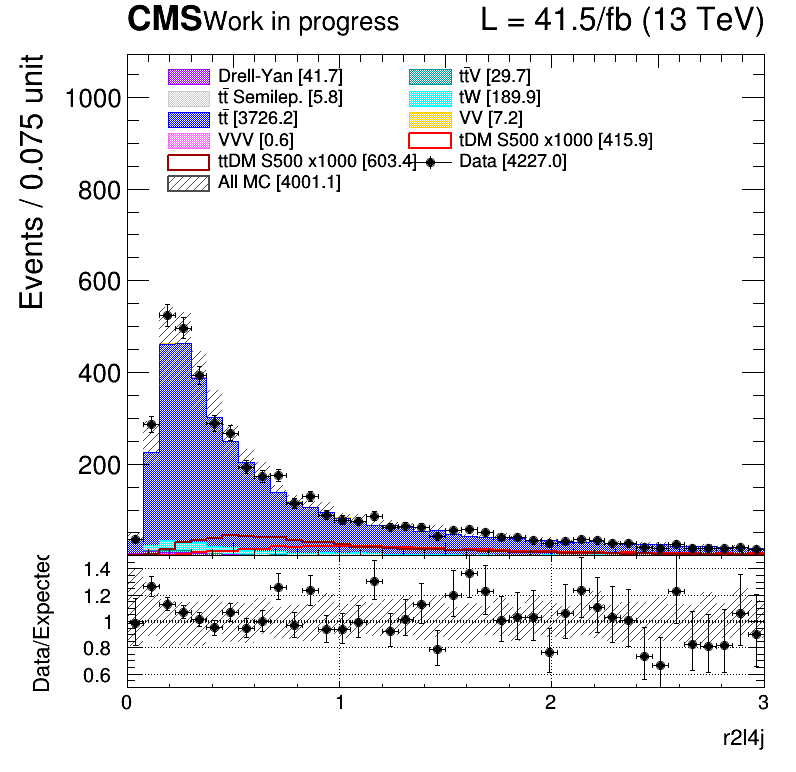 CMS Work in progress L = 41.5/fb (13 TeV)
Events / 0.075 unit
Drell-Yan [41.7] tt̄V [29.7]
tt̄ Semilep. [5.8] tW [189.9]
tt̄ [3726.2] VV [7.2]
VVV [0.6] tDM S500 x1000 [415.9]
ttDM S500 x1000 [603.4] Data [4227.0]
All MC [4001.1]
1000
800
600
400
200
Data/Expected
1.4
1.2
1
0.8
0.6
0 1 2 3
r2l4j